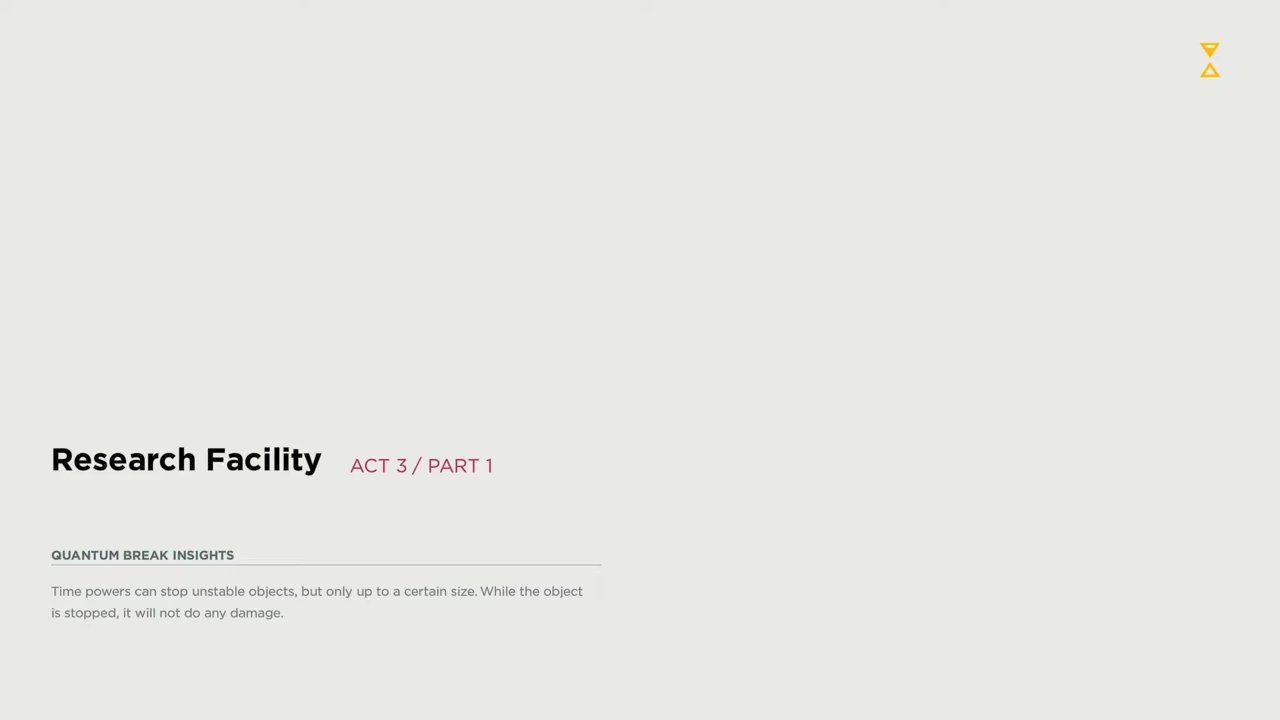 Research Facility ACT 3 / PART 1
QUANTUM BREAK INSIGHTS
Time powers can stop unstable objects, but only up to a certain size. While the object
is stopped, it will not do any damage.